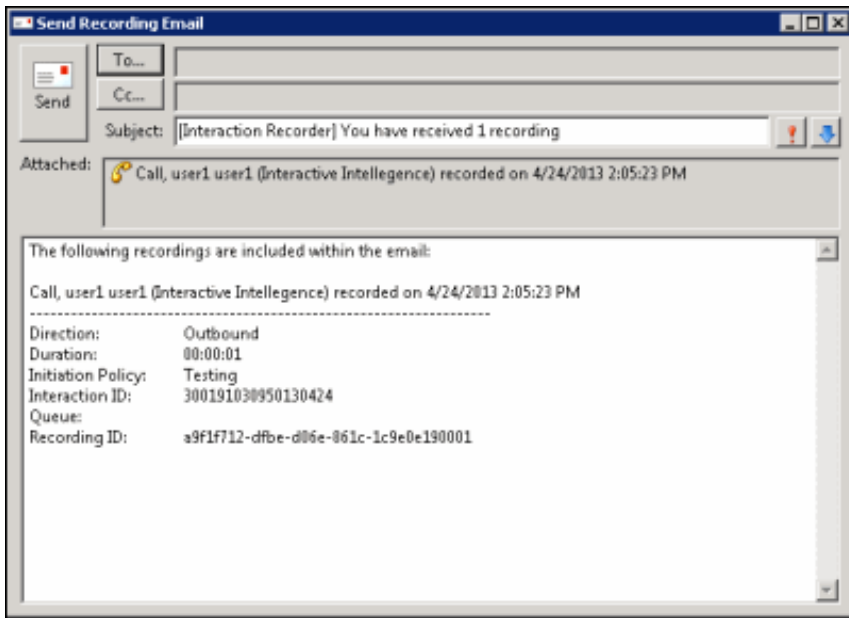 Send Recording Email
To...
Send
Cc...
Subject: [Interaction Recorder] You have received 1 recording
Attached: Call, user1 user1 (Interactive Intellegence) recorded on 4/24/2013 2:05:23 PM
The following recordings are included within the email:
Call, user1 user1 (Interactive Intellegence) recorded on 4/24/2013 2:05:23 PM
--------------------------------------------------------------------
Direction: Outbound
Duration: 00:00:01
Initiation Policy: Testing
Interaction ID: 300191030950130424
Queue:
Recording ID: a9f1f712-dfbe-d06e-861c-1c9e0e190001